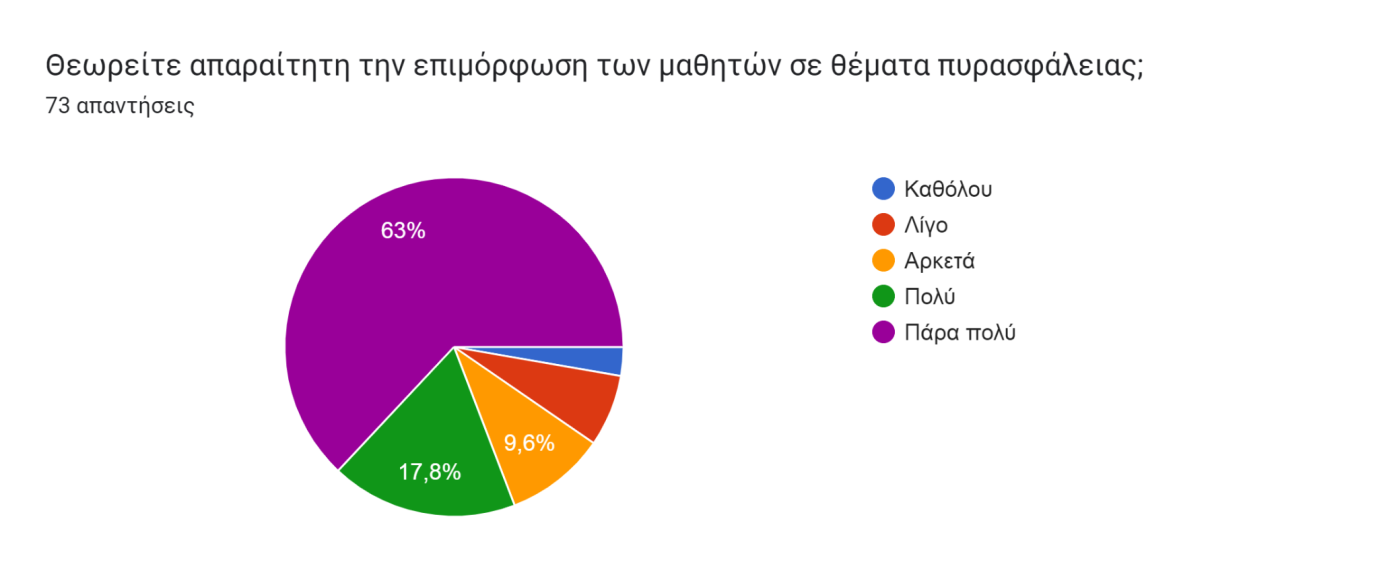 Θεωρείτε απαραίτητη την επιμόρφωση των μαθητών σε θέματα πυρασφάλειας;
73 απαντήσεις
63%
9,6%
17,8%
Καθόλου
Λίγο
Αρκετά
Πολύ
Πάρα πολύ